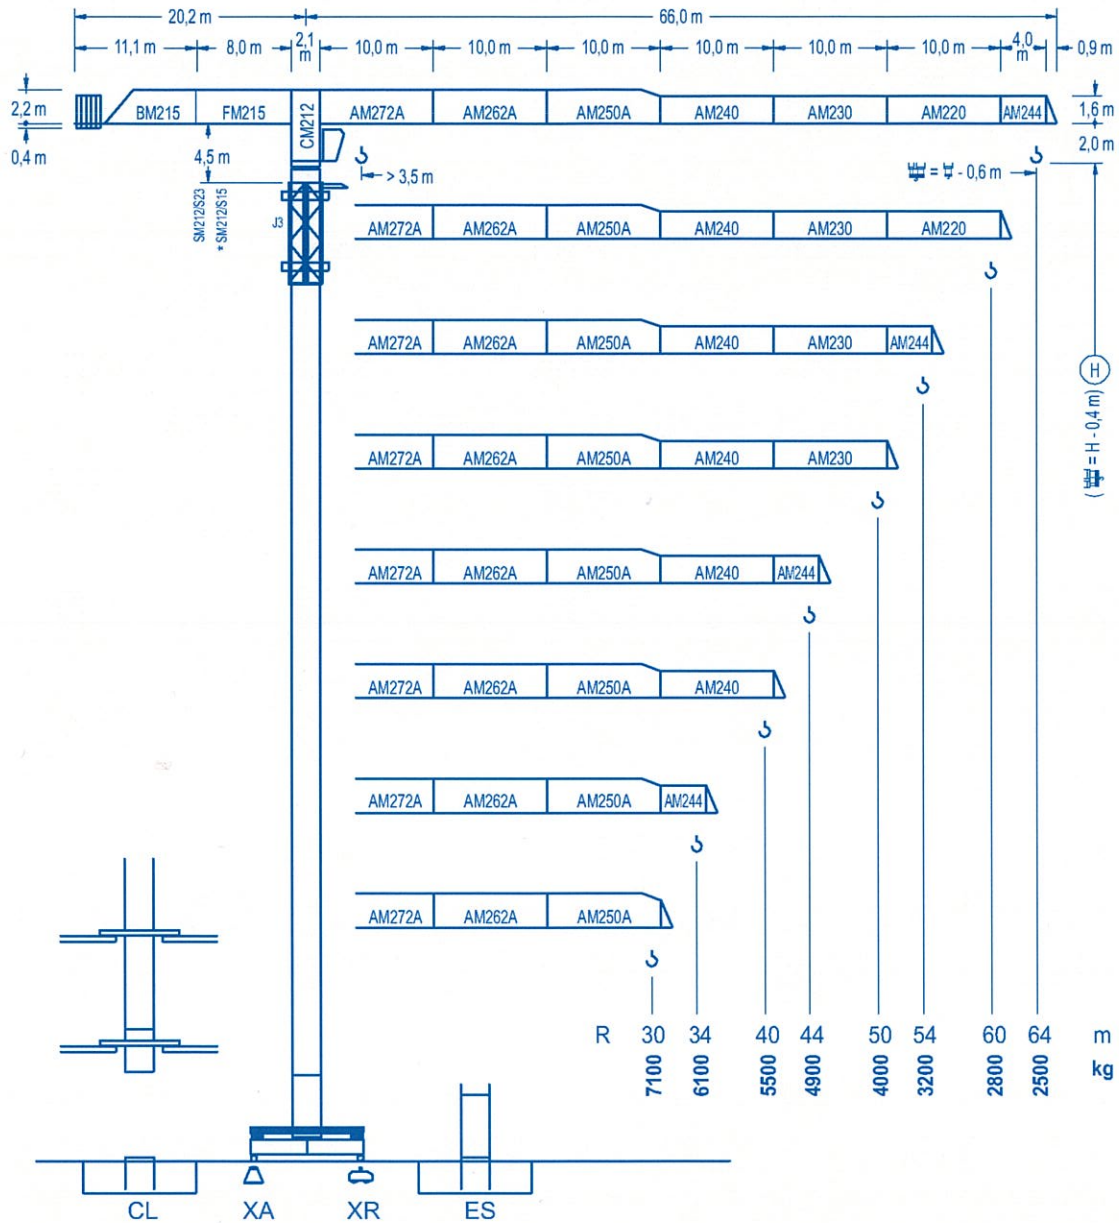 20,2 m 66,0 m
11,1 m 8,0 m 2,1 m 10,0 m 10,0 m 10,0 m 10,0 m 10,0 m 10,0 m 4,0 m 0,9 m
2,2 m BM215 FM215 CM212 AM272A AM262A AM250A AM240 AM230 AM220 AM244 1,6 m
0,4 m 4,5 m > 3,5 m = - 0,6 m 2,0 m
SM212/S23
* SM212/S15
J3
AM272A AM262A AM250A AM240 AM230 AM220
AM272A AM262A AM250A AM240 AM230 AM244
H
( = H - 0,4 m)
AM272A AM262A AM250A AM240 AM230
AM272A AM262A AM250A AM240 AM244
AM272A AM262A AM250A AM240
AM272A AM262A AM250A AM244
AM272A AM262A AM250A
R 30 34 40 44 50 54 60 64 m
7100 6100 5500 4900 4000 3200 2800 2500 kg
CL XA XR ES